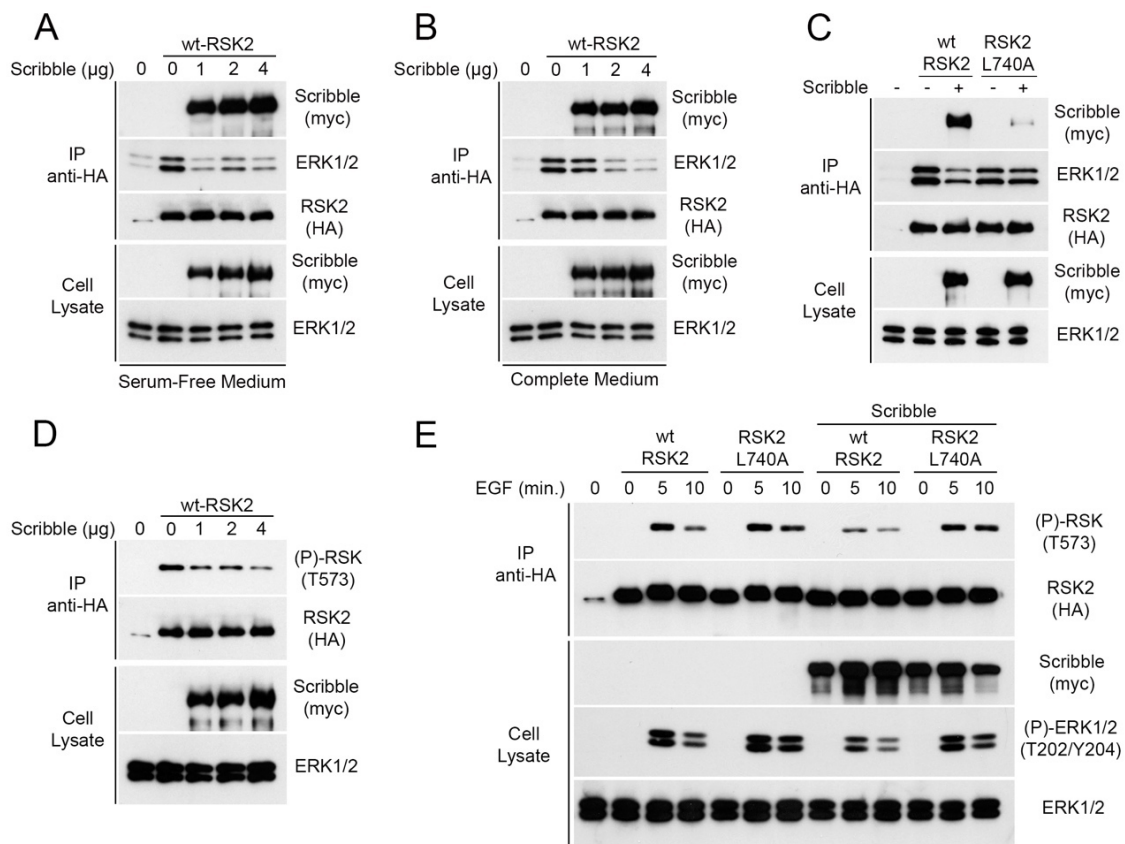 A
wt-RSK2
Scribble (µg) 0 0 1 2 4
Scribble
(myc)
IP
anti-HA
ERK1/2
RSK2
(HA)
Cell
Lysate
Scribble
(myc)
ERK1/2
Serum-Free Medium
B
wt-RSK2
Scribble (µg) 0 0 1 2 4
Scribble
(myc)
IP
anti-HA
ERK1/2
RSK2
(HA)
Cell
Lysate
Scribble
(myc)
ERK1/2
Complete Medium
C
wt
RSK2
RSK2
L740A
Scribble - - + - +
Scribble
(myc)
IP
anti-HA
ERK1/2
RSK2
(HA)
Cell
Lysate
Scribble
(myc)
ERK1/2
D
wt-RSK2
Scribble (µg) 0 0 1 2 4
IP
anti-HA
(P)-RSK
(T573)
RSK2
(HA)
Cell
Lysate
Scribble
(myc)
ERK1/2
E
Scribble
wt
RSK2
RSK2
L740A
wt
RSK2
RSK2
L740A
EGF (min.) 0 0 5 10 0 5 10 0 5 10 0 5 10
IP
anti-HA
(P)-RSK
(T573)
RSK2
(HA)
Cell
Lysate
Scribble
(myc)
(P)-ERK1/2
(T202/Y204)
ERK1/2